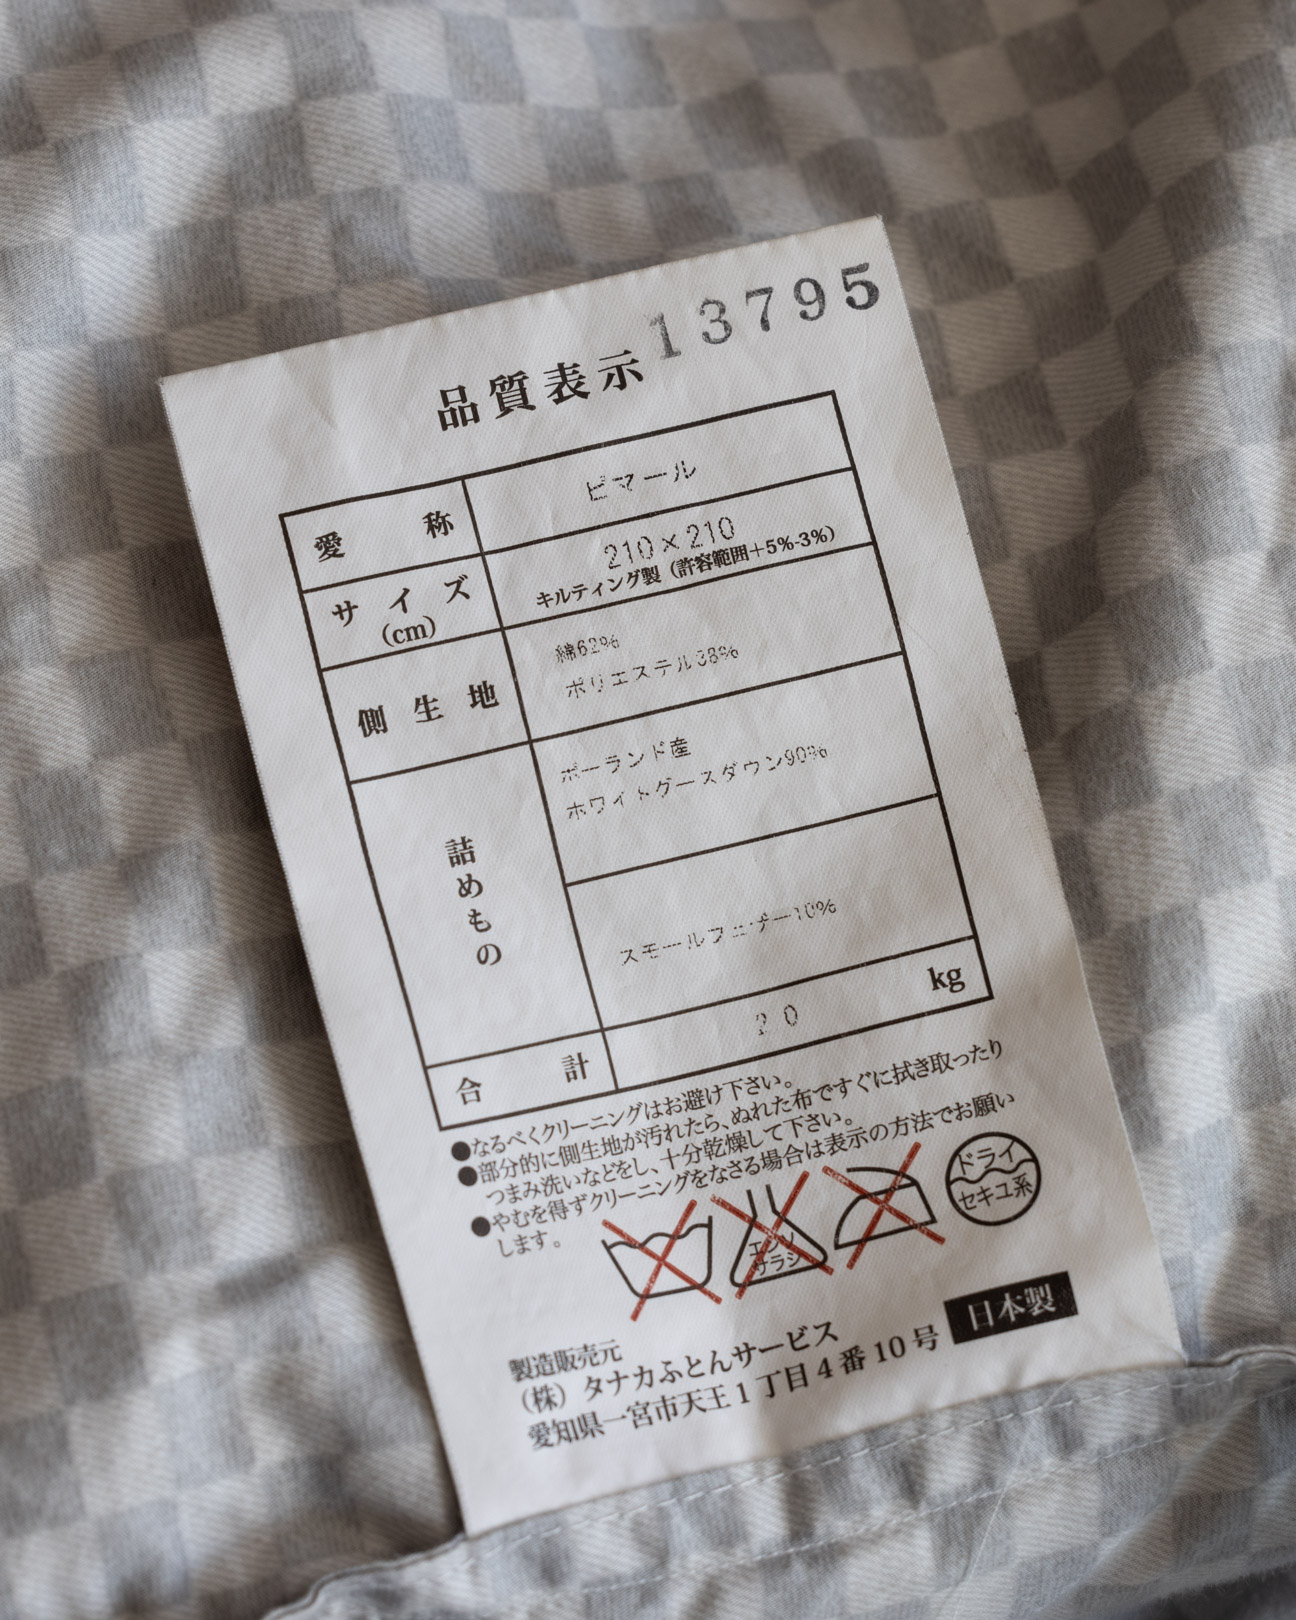 13795
品質表示
愛称 ピマール
サイズ(cm) 210×210
キルティング製（許容範囲+5%-3%）
側生地 綿62%
ポリエステル38%
詰めもの ポーランド産
ホワイトグースダウン90%
スモールフェザー10%
合計 2 0 kg
●なるべくクリーニングはお避け下さい。
●部分的に側生地が汚れたら、ぬれた布ですぐに拭き取ったり
つまみ洗いなどをし、十分乾燥して下さい。
●やむを得ずクリーニングをなさる場合は表示の方法でお願い
します。
エンソ
サラシ
ドライ
セキユ系
製造販売元
（株）タナカふとんサービス
愛知県一宮市天王1丁目4番10号
日本製